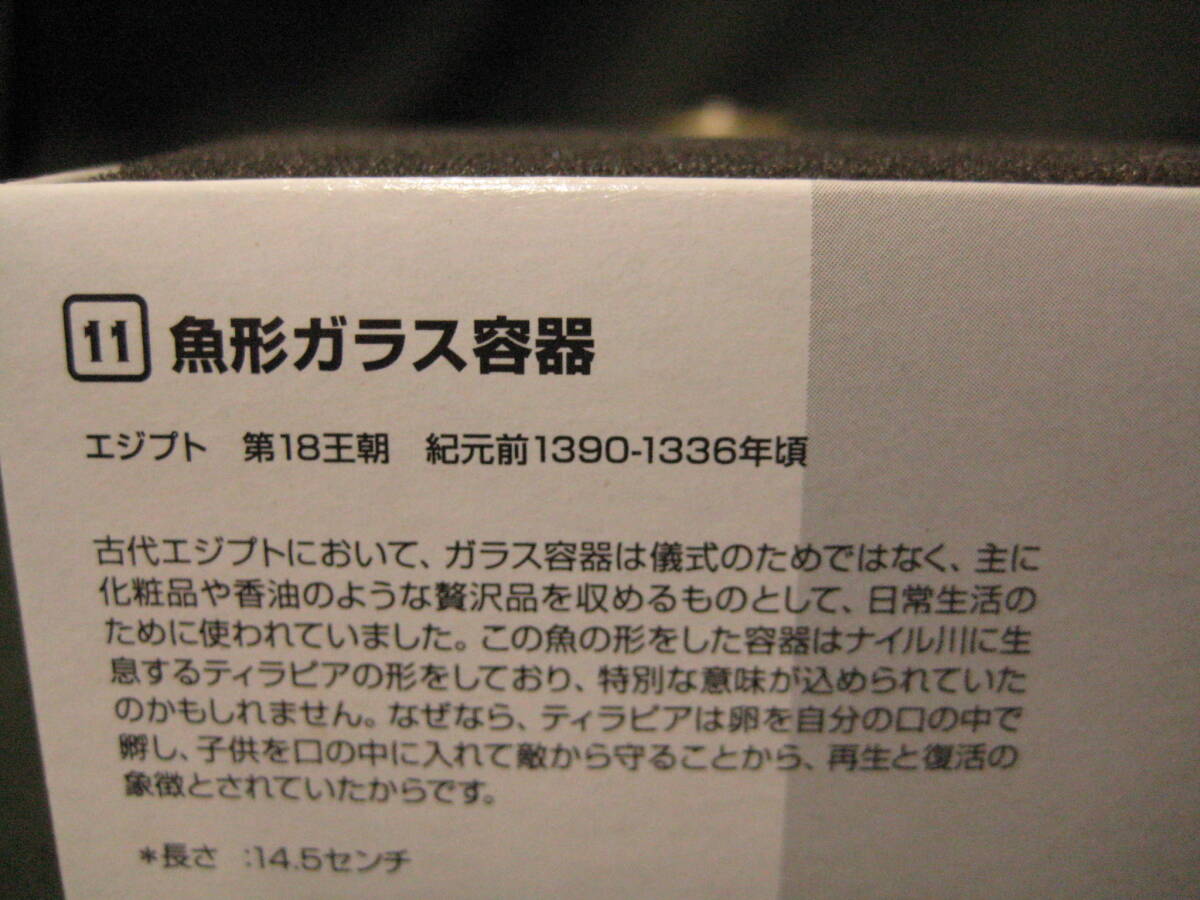 11 魚形ガラス容器
エジプト　第18王朝　紀元前1390-1336年頃
古代エジプトにおいて、ガラス容器は儀式のためではなく、主に
化粧品や香油のような贅沢品を収めるものとして、日常生活の
ために使われていました。この魚の形をした容器はナイル川に生
息するティラピアの形をしており、特別な意味が込められていた
のかもしれません。なぜなら、ティラピアは卵を自分の口の中で
孵し、子供を口の中に入れて敵から守ることから、再生と復活の
象徴とされていたからです。
*長さ　:14.5センチ